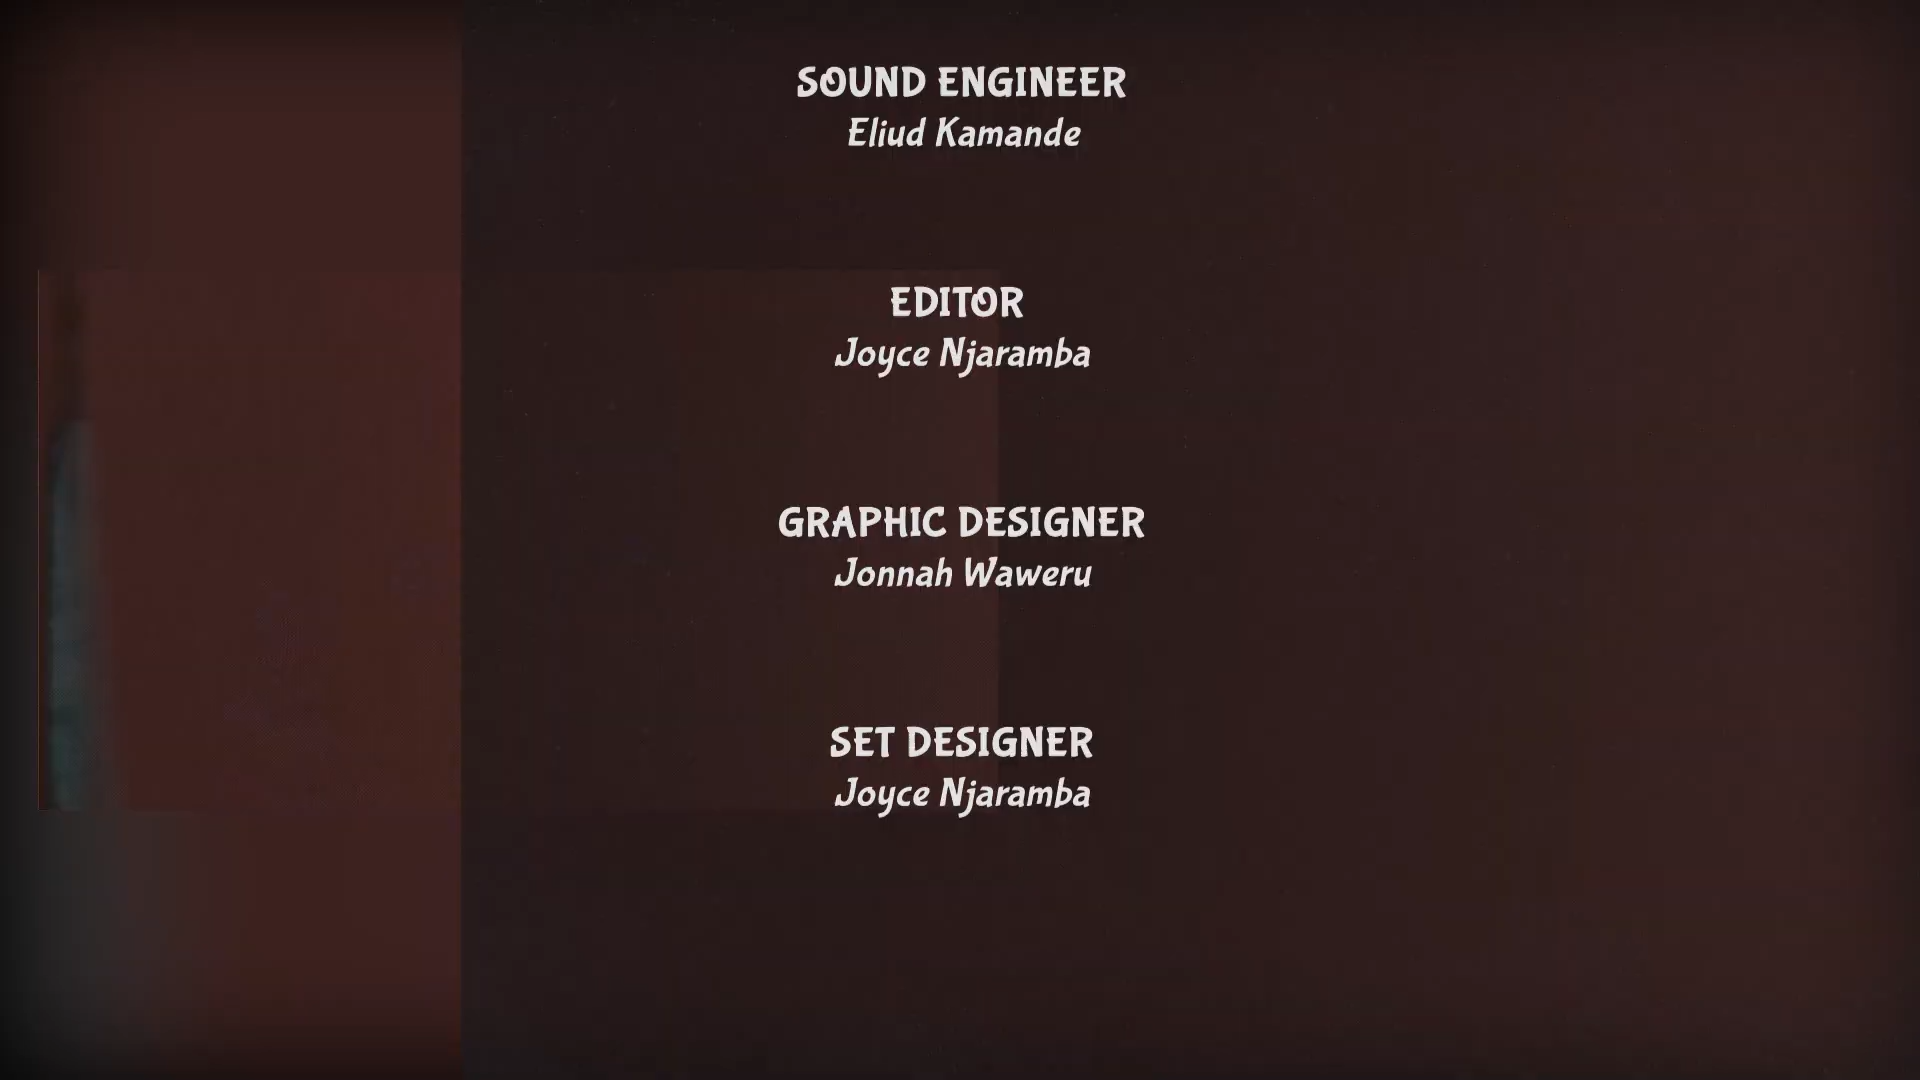 SOUND ENGINEER
Eliud Kamande
EDITOR
Joyce Njaramba
GRAPHIC DESIGNER
Jonnah Waweru
SET DESIGNER
Joyce Njaramba